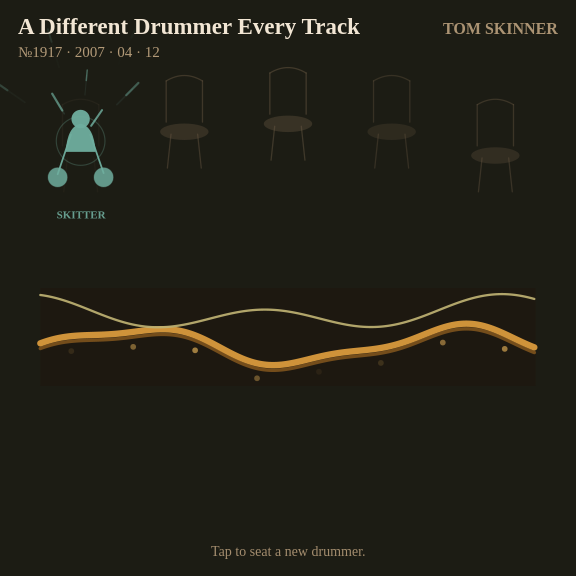 A Different Drummer Every Track
TOM SKINNER
№1917 · 2007 · 04 · 12
SKITTER
Tap to seat a new drummer.